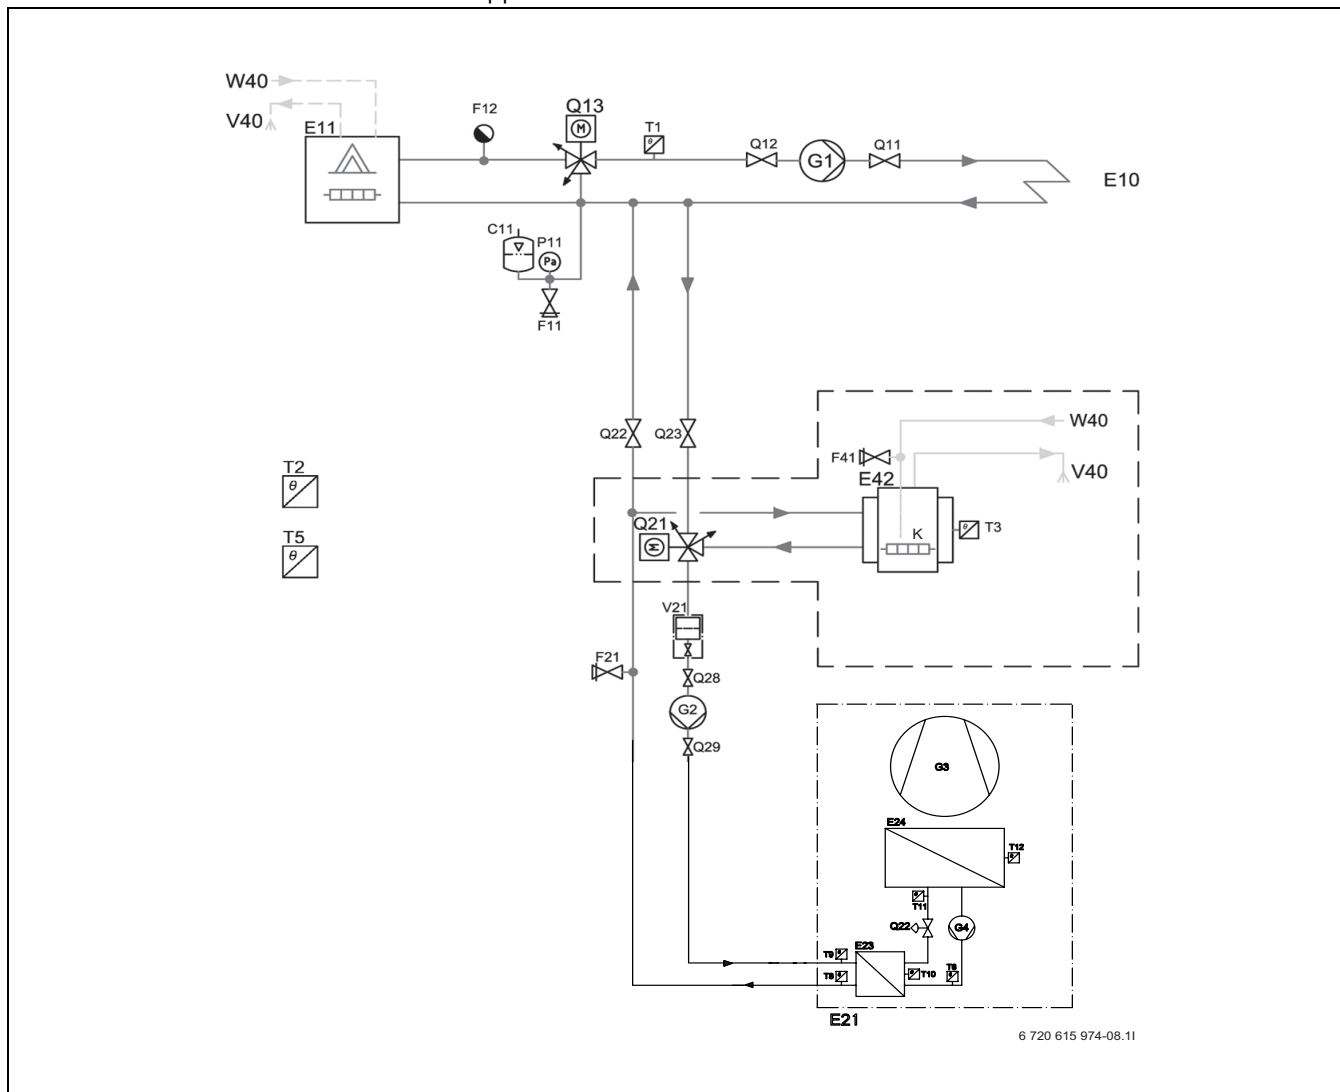 W40
V40
E11
F12
Q13
M
T1
θ
Q12
G1
Q11
E10
C11
P11
Pa
F11
Q22
Q23
W40
F41
V40
E42
T2
θ
Q21
M
K
T3
θ
T5
θ
V21
F21
Q28
G2
Q29
G3
E24
T12
T11
Q22
G4
E23
T9
T8
T10
T6
E21
6 720 615 974-08.1I